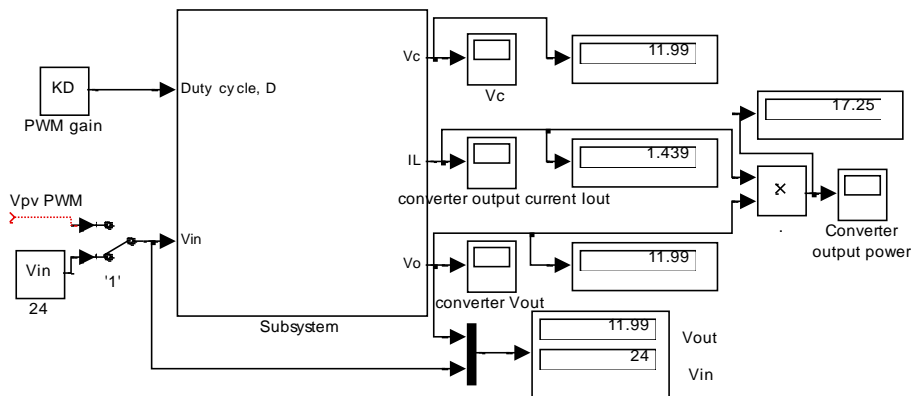 Vc
11.99
Vc
KD
Duty cycle, D
PWM gain
17.25
IL
1.439
converter output current Iout
×
.
Converter
output power
Vpv PWM
Vin
Vin
24
'1'
Vo
11.99
converter Vout
Subsystem
11.99
Vout
24
Vin